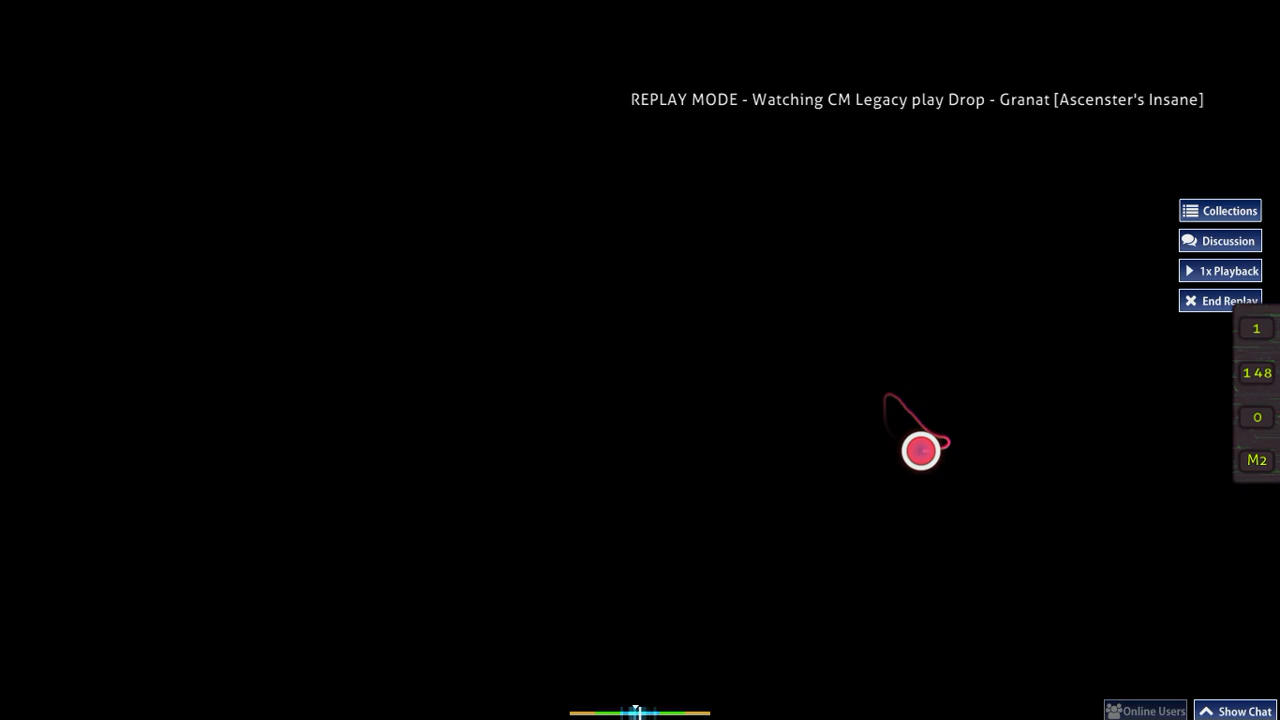 REPLAY MODE - Watching CM Legacy play Drop - Granat [Ascenster's Insane]
Collections
Discussion
1x Playback
End Replay
1
148
0
M2
Online Users
Show Chat